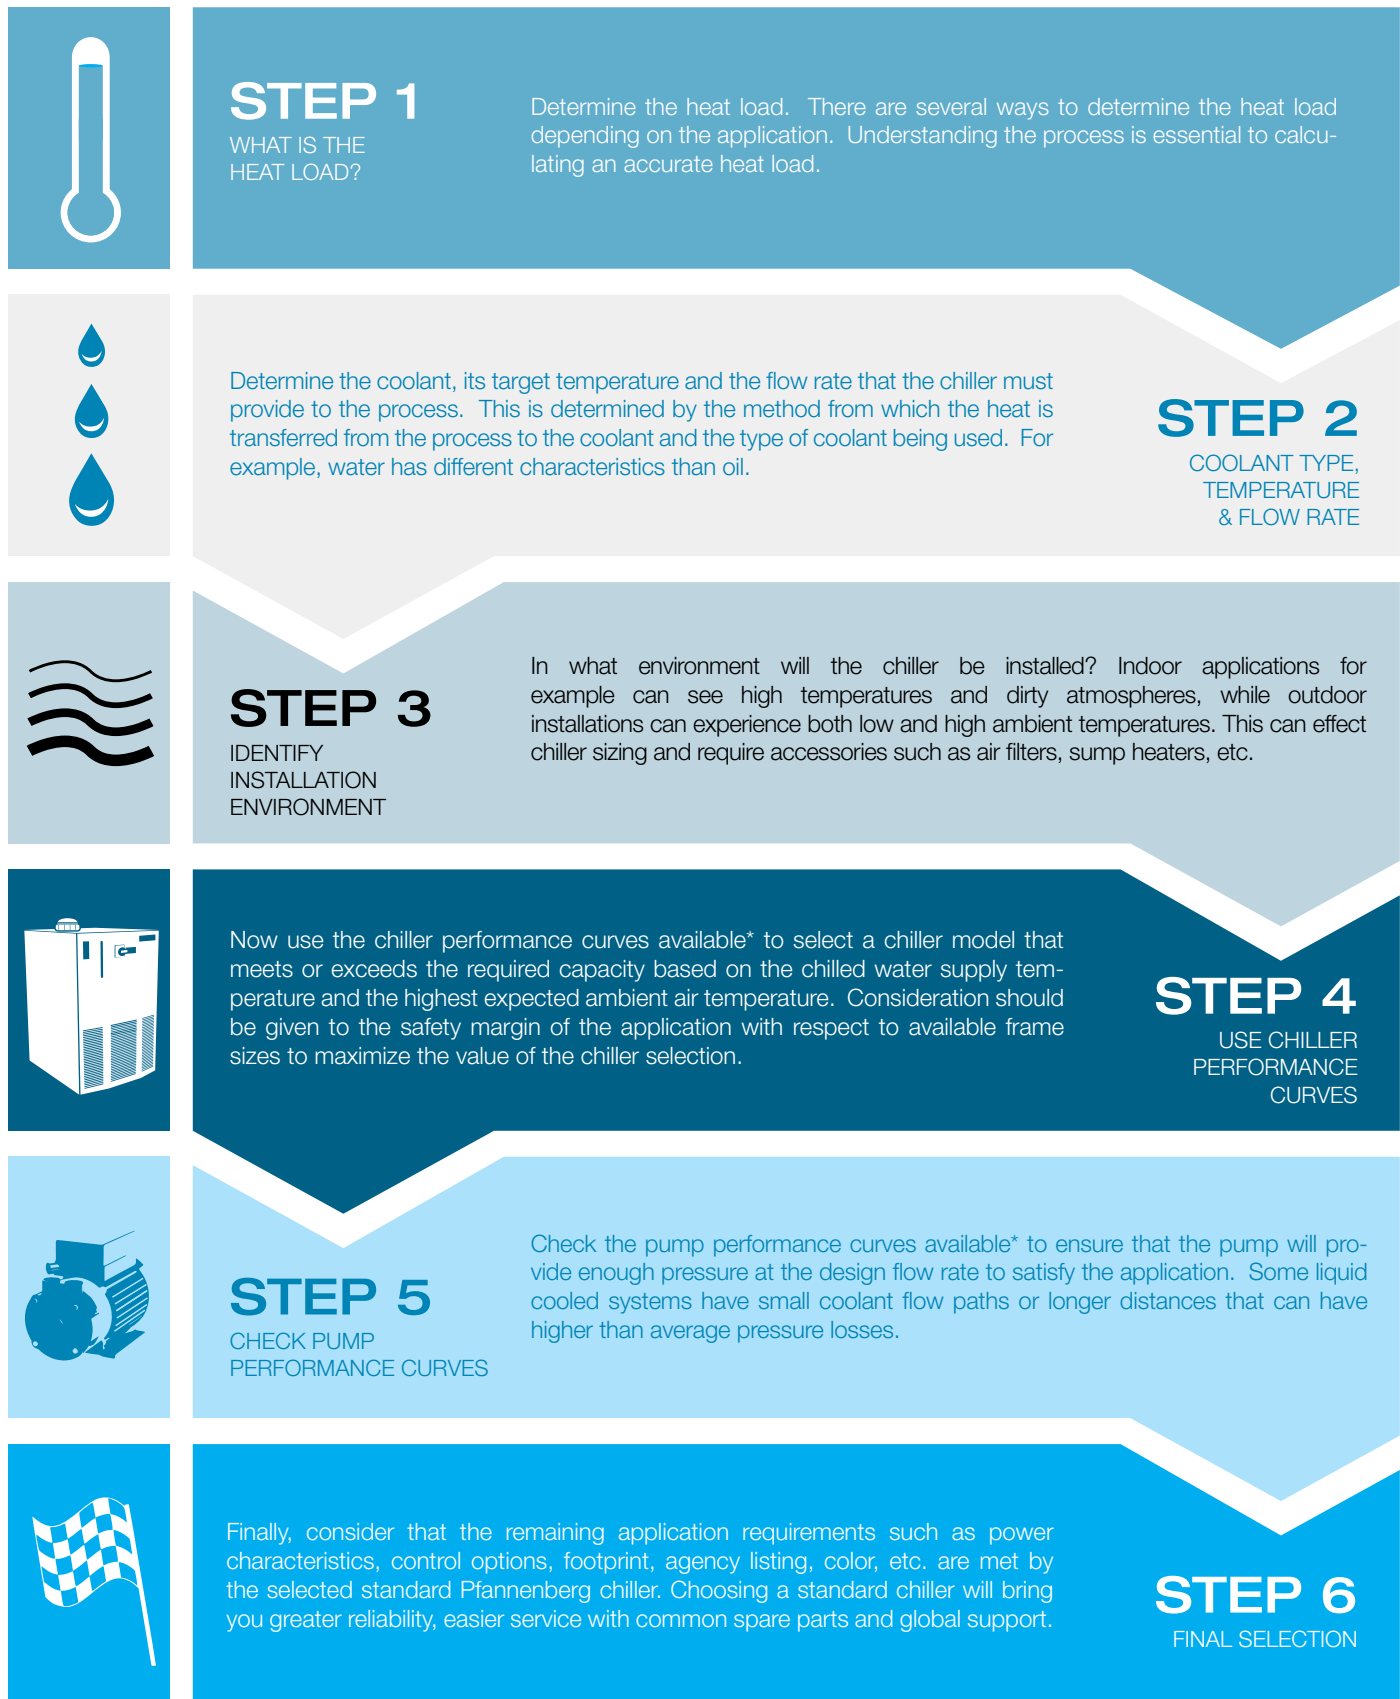 STEP 1
WHAT IS THE
HEAT LOAD?
Determine the heat load.  There are several ways to determine the heat load
depending on the application.  Understanding the process is essential to calcu-
lating an accurate heat load.
Determine the coolant, its target temperature and the flow rate that the chiller must
provide to the process.  This is determined by the method from which the heat is
transferred from the process to the coolant and the type of coolant being used.  For
example, water has different characteristics than oil.
STEP 2
COOLANT TYPE,
TEMPERATURE
& FLOW RATE
STEP 3
IDENTIFY
INSTALLATION
ENVIRONMENT
In what environment will the chiller be installed? Indoor applications for
example can see high temperatures and dirty atmospheres, while outdoor
installations can experience both low and high ambient temperatures. This can effect
chiller sizing and require accessories such as air filters, sump heaters, etc.
Now use the chiller performance curves available* to select a chiller model that
meets or exceeds the required capacity based on the chilled water supply tem-
perature and the highest expected ambient air temperature.  Consideration should
be given to the safety margin of the application with respect to available frame
sizes to maximize the value of the chiller selection.
STEP 4
USE CHILLER
PERFORMANCE
CURVES
STEP 5
CHECK PUMP
PERFORMANCE CURVES
Check the pump performance curves available* to ensure that the pump will pro-
vide enough pressure at the design flow rate to satisfy the application.  Some liquid
cooled systems have small coolant flow paths or longer distances that can have
higher than average pressure losses.
Finally, consider that the remaining application requirements such as power
characteristics, control options, footprint, agency listing, color, etc. are met by
the selected standard Pfannenberg chiller. Choosing a standard chiller will bring
you greater reliability, easier service with common spare parts and global support.
STEP 6
FINAL SELECTION